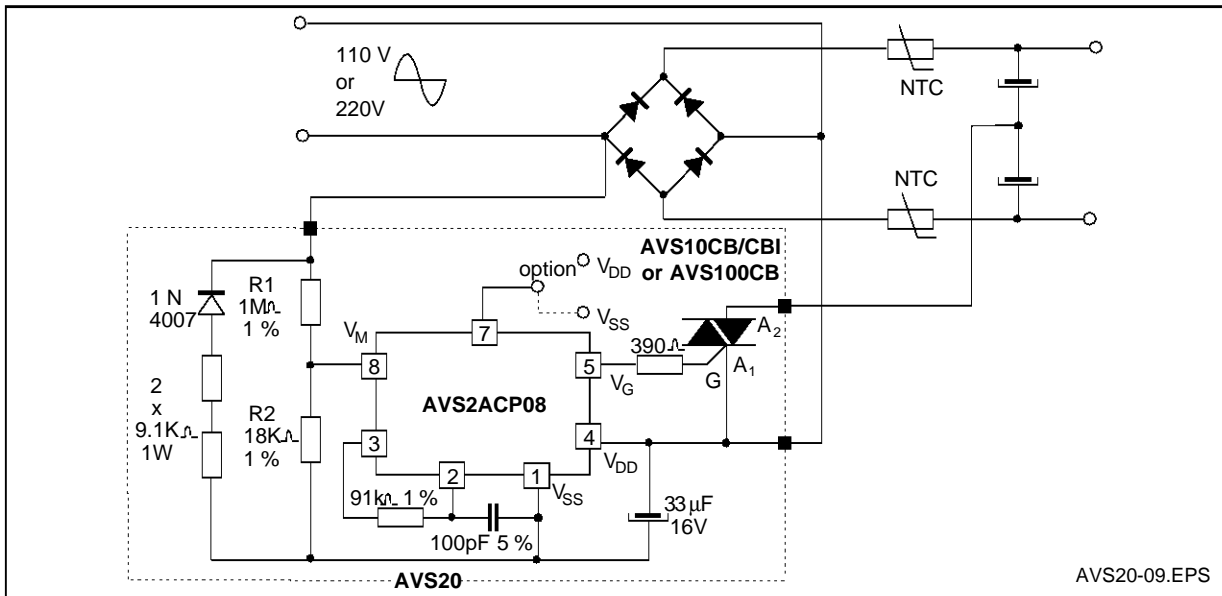 110 V
or
220V
NTC
NTC
AVS10CB/CBI
or AVS100CB
option
VDD
VSS
1 N
4007
R1
1MΩ
1 %
VM
7
8
5
390Ω
VG
G
A2
A1
AVS2ACP08
2
x
9.1KΩ
1W
R2
18KΩ
1 %
3
4
VDD
2
1
VSS
91kΩ 1 %
100pF 5 %
33 µF
16V
AVS20
AVS20-09.EPS